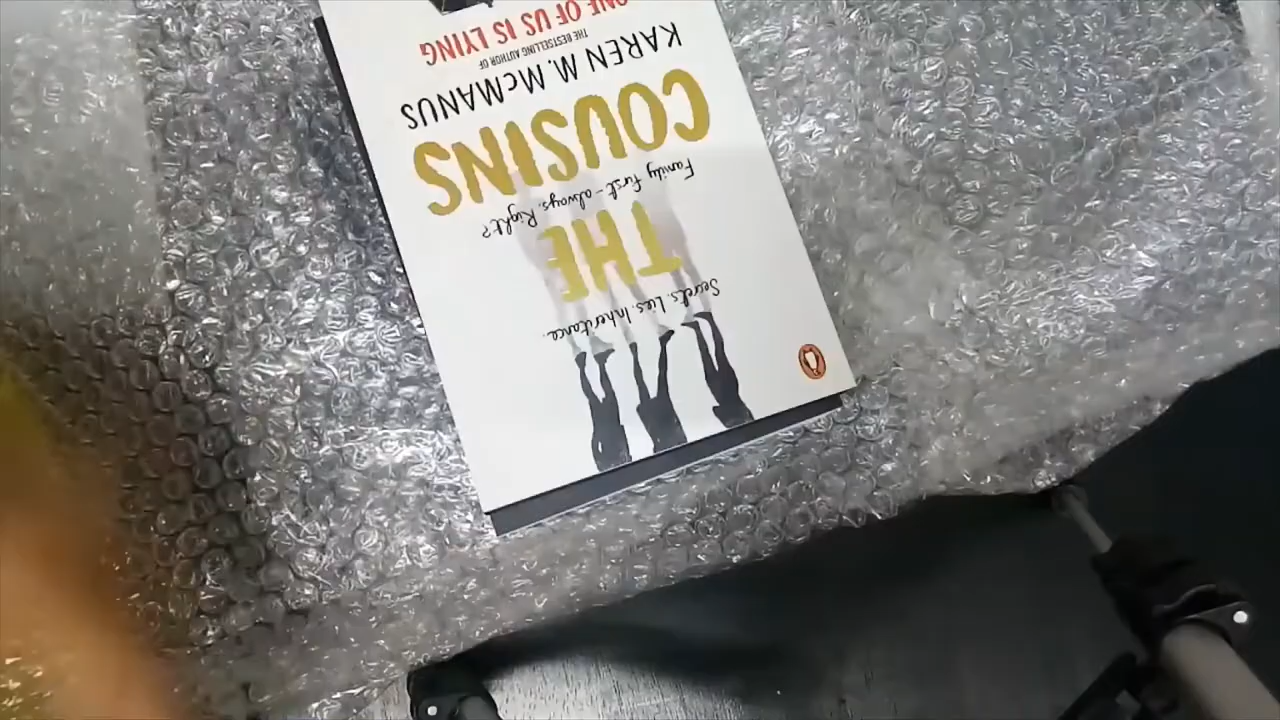 Secrets. Lies. Inheritance.
THE
Family first – always. Right?
COUSINS
KAREN M. McMANUS
THE BESTSELLING AUTHOR OF
ONE OF US IS LYING